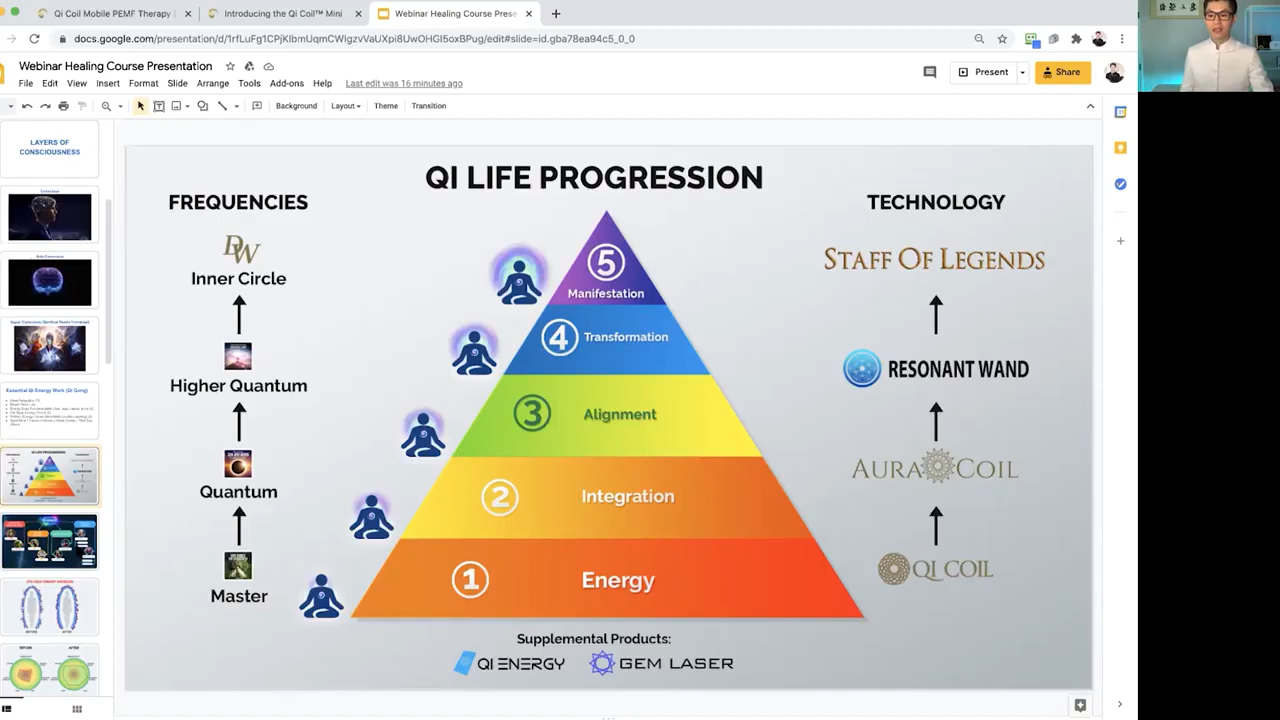 Qi Coil Mobile PEMF Therapy
Introducing the Qi Coil™ Mini
Webinar Healing Course Prese
docs.google.com/presentation/d/1rfLuFg1CPjKlbmUqmCWigzvVaUXpi8UwOHGI5oxBPug/edit#slide=id.gba78ea94c5_0_0
Webinar Healing Course Presentation
File Edit View Insert Format Slide Arrange Tools Add-ons Help Last edit was 16 minutes ago
Present
Share
Background Layout Theme Transition
LAYERS OF
CONSCIOUSNESS
QI LIFE PROGRESSION
FREQUENCIES
DW
Inner Circle
Higher Quantum
Quantum
Master
5
Manifestation
4 Transformation
3 Alignment
2 Integration
1 Energy
TECHNOLOGY
STAFF OF LEGENDS
RESONANT WAND
AURA COIL
QI COIL
Supplemental Products:
QI ENERGY GEM LASER